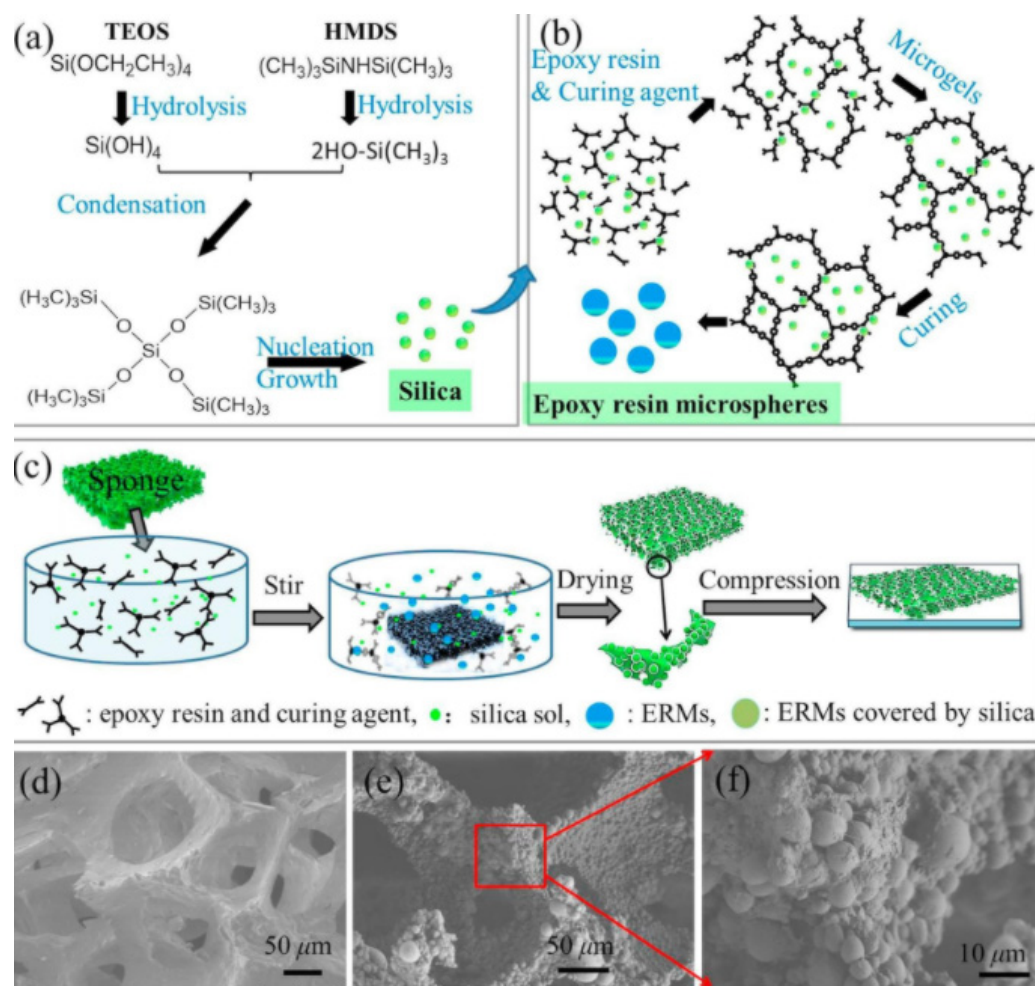 (a)
TEOS
HMDS
Si(OCH₂CH₃)₄
(CH₃)₃SiNHSi(CH₃)₃
Hydrolysis
Hydrolysis
Si(OH)₄
2HO-Si(CH₃)₃
Condensation
(H₃C)₃Si
Si(CH₃)₃
O
O
Si
O
O
(H₃C)₃Si
Si(CH₃)₃
Nucleation
Growth
Silica
(b)
Epoxy resin
& Curing agent
Microgels
Curing
Epoxy resin microspheres
(c)
Sponge
Stir
Drying
Compression
: epoxy resin and curing agent, : silica sol, : ERMs, : ERMs covered by silica
(d)
50 μm
(e)
50 μm
(f)
10 μm